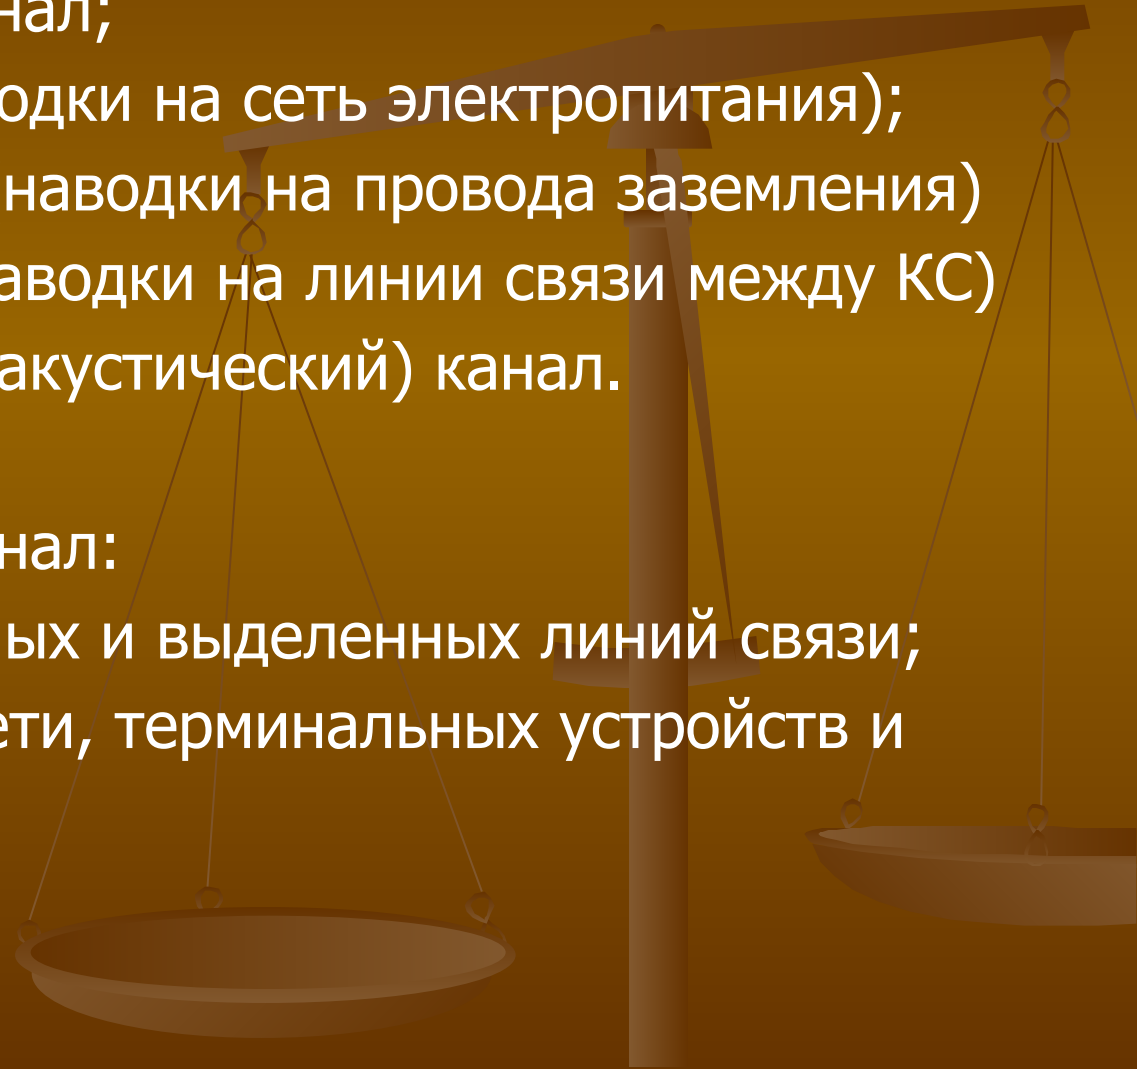 нал;
одки на сеть электропитания);
наводки на провода заземления)
аводки на линии связи между КС)
акустический) канал.
нал:
ых и выделенных линий связи;
ети, терминальных устройств и